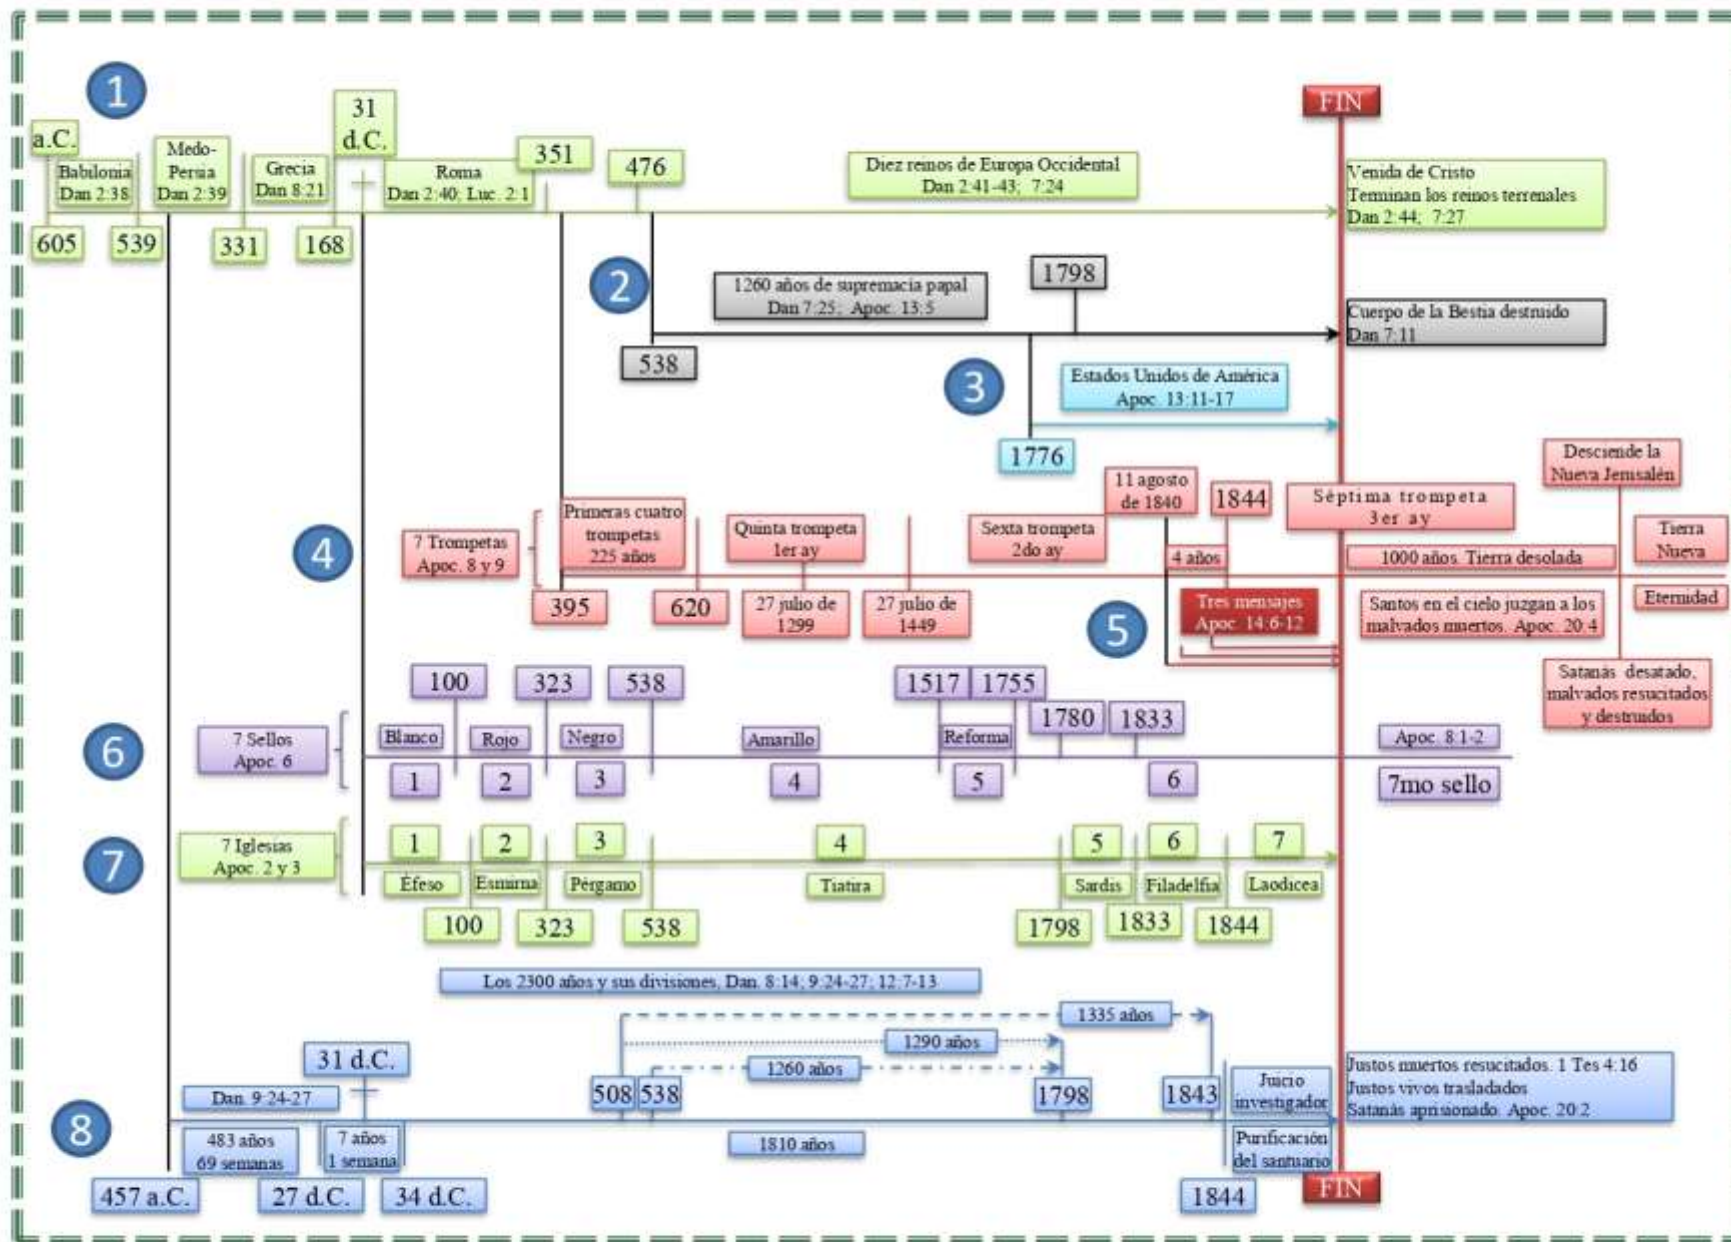 1
FIN
a.C.
Babilonia
Dan 2:38
Medo-
Persia
Dan 2:39
Grecia
Dan 8:21
31
d.C.
Roma
Dan 2:40; Luc. 2:1
351
476
Diez reinos de Europa Occidental
Dan 2:41-43; 7:24
Venida de Cristo
Terminan los reinos terrenales
Dan 2:44; 7:27
605
539
331
168
2
1260 años de supremacía papal
Dan 7:25; Apoc. 13:5
1798
Cuerpo de la Bestia destruido
Dan 7:11
538
3
Estados Unidos de América
Apoc. 13:11-17
1776
4
7 Trompetas
Apoc. 8 y 9
Primeras cuatro
trompetas
225 años
Quinta trompeta
1er ay
Sexta trompeta
2do ay
11 agosto
de 1840
1844
4 años
Séptima trompeta
3er ay
1000 años. Tierra desolada
Desciende la
Nueva Jerusalén
Tierra
Nueva
395
620
27 julio de
1299
27 julio de
1449
5
Tres mensajes
Apoc. 14:6-12
Santos en el cielo juzgan a los
malvados muertos. Apoc. 20:4
Eternidad
Satanás desatado,
malvados resucitados
y destruidos
6
7 Sellos
Apoc. 6
100
323
538
1517
1755
1780
1833
Blanco
Rojo
Negro
Amarillo
Reforma
Apoc. 8:1-2
1
2
3
4
5
6
7mo sello
7
7 Iglesias
Apoc. 2 y 3
1
2
3
4
5
6
7
Éfeso
Esmirna
Pérgamo
Tiatira
Sardis
Filadelfia
Laodicea
100
323
538
1798
1833
1844
Los 2300 años y sus divisiones, Dan. 8:14; 9:24-27; 12:7-13
1335 años
1290 años
1260 años
8
31 d.C.
Dan. 9:24-27
508
538
1798
1843
Juicio
investigador
Justos muertos resucitados. 1 Tes 4:16
Justos vivos trasladados
Satanás aprisionado. Apoc. 20:2
483 años
69 semanas
7 años
1 semana
1810 años
Purificación
del santuario
457 a.C.
27 d.C.
34 d.C.
1844
FIN